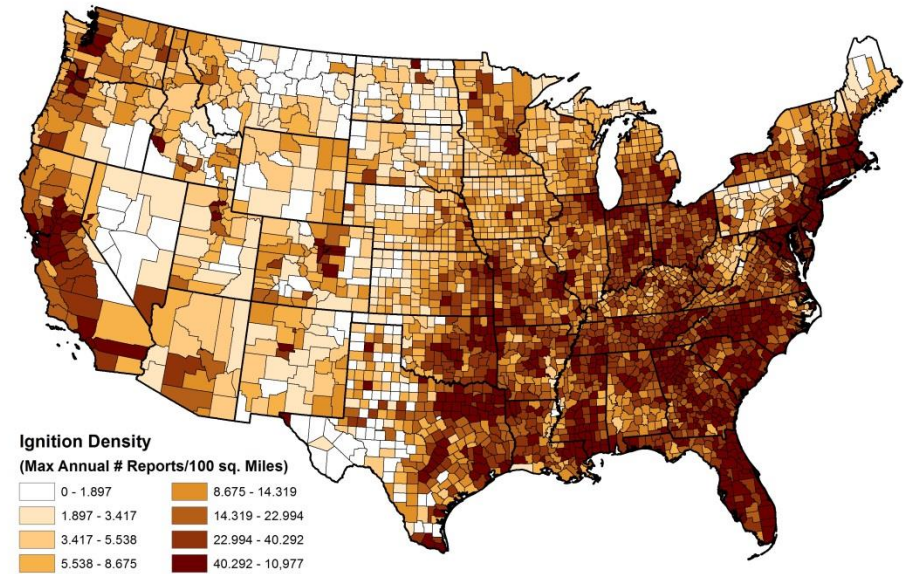 Ignition Density
(Max Annual # Reports/100 sq. Miles)
0 - 1.897
1.897 - 3.417
3.417 - 5.538
5.538 - 8.675
8.675 - 14.319
14.319 - 22.994
22.994 - 40.292
40.292 - 10,977